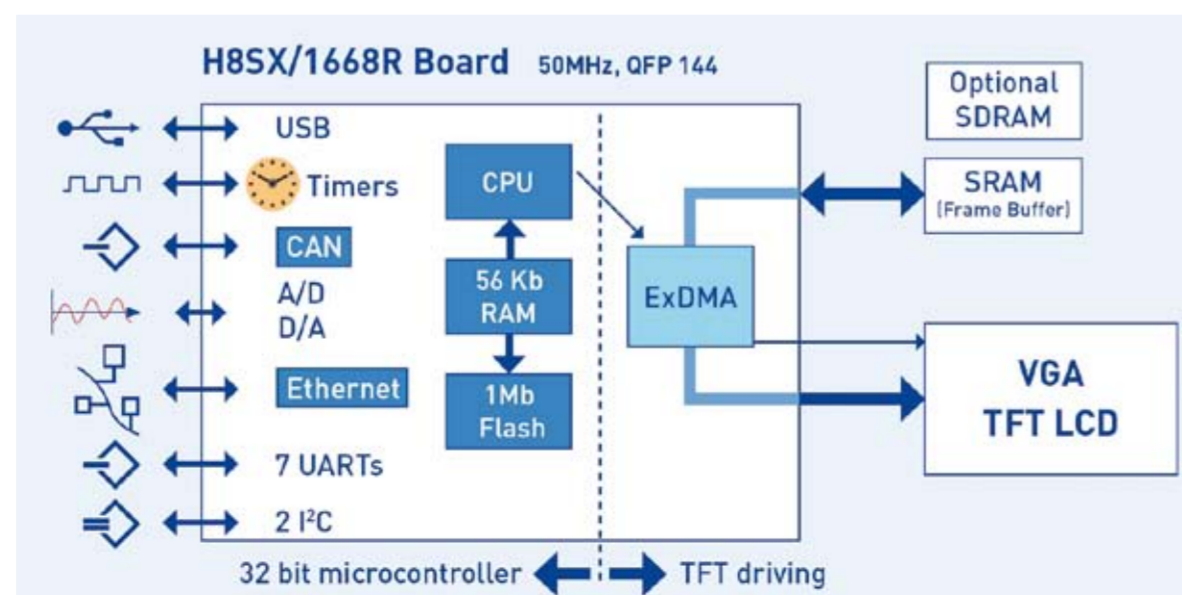 H8SX/1668R Board 50MHz, QFP 144
USB
Timers
CAN
A/D
D/A
Ethernet
7 UARTs
2 I²C
CPU
56 Kb
RAM
1Mb
Flash
ExDMA
Optional
SDRAM
SRAM
(Frame Buffer)
VGA
TFT LCD
32 bit microcontroller
TFT driving